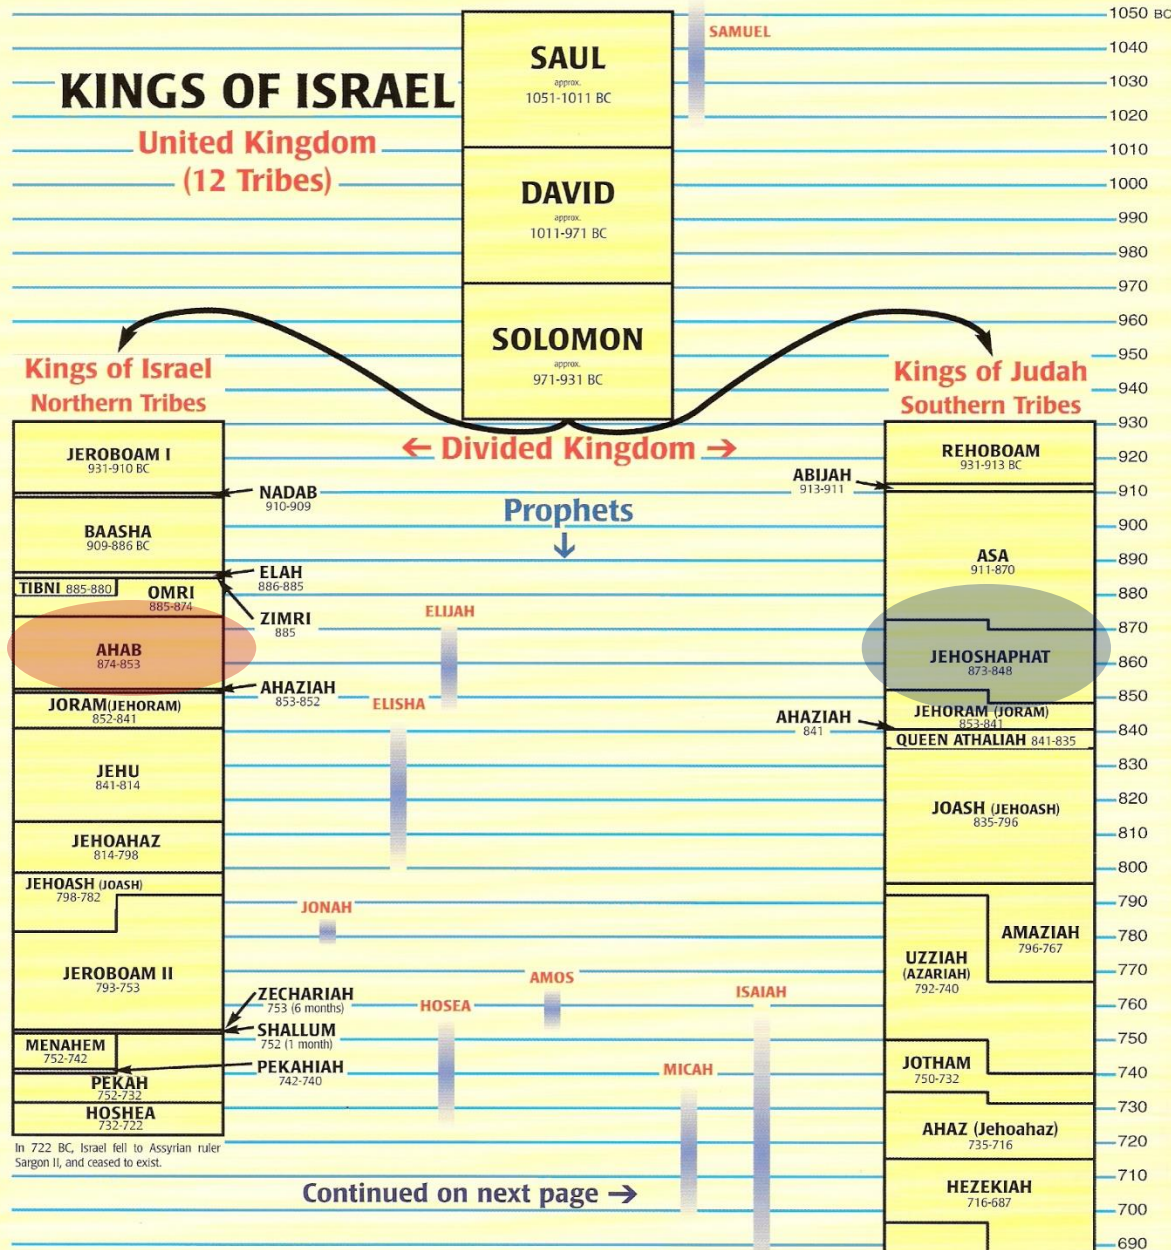 KINGS OF ISRAEL
United Kingdom
(12 Tribes)
SAUL
approx.
1051-1011 BC
SAMUEL
DAVID
approx.
1011-971 BC
SOLOMON
approx.
971-931 BC
Kings of Israel
Northern Tribes
Kings of Judah
Southern Tribes
← Divided Kingdom →
Prophets
↓
JEROBOAM I
931-910 BC
NADAB
910-909
BAASHA
909-886 BC
ELAH
886-885
TIBNI 885-880
OMRI
885-874
ZIMRI
885
AHAB
874-853
AHAZIAH
853-852
JORAM(JEHORAM)
852-841
JEHU
841-814
JEHOAHAZ
814-798
JEHOASH (JOASH)
798-782
JEROBOAM II
793-753
ZECHARIAH
753 (6 months)
SHALLUM
752 (1 month)
MENAHEM
752-742
PEKAHIAH
742-740
PEKAH
752-732
HOSHEA
732-722
In 722 BC, Israel fell to Assyrian ruler
Sargon II, and ceased to exist.
ELIJAH
ELISHA
JONAH
AMOS
HOSEA
ISAIAH
MICAH
Continued on next page →
REHOBOAM
931-913 BC
ABIJAH
913-911
ASA
911-870
JEHOSHAPHAT
873-848
JEHORAM (JORAM)
853-841
AHAZIAH
841
QUEEN ATHALIAH 841-835
JOASH (JEHOASH)
835-796
AMAZIAH
796-767
UZZIAH
(AZARIAH)
792-740
JOTHAM
750-732
AHAZ (Jehoahaz)
735-716
HEZEKIAH
716-687
1050 BC
1040
1030
1020
1010
1000
990
980
970
960
950
940
930
920
910
900
890
880
870
860
850
840
830
820
810
800
790
780
770
760
750
740
730
720
710
700
690